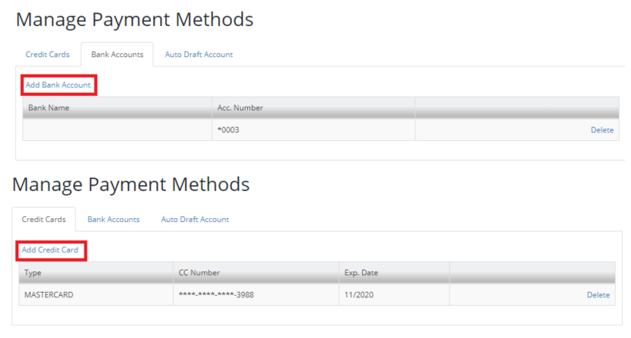 Manage Payment Methods
Credit Cards Bank Accounts Auto Draft Account
Add Bank Account
Bank Name Acc. Number
*0003 Delete
Manage Payment Methods
Credit Cards Bank Accounts Auto Draft Account
Add Credit Card
Type CC Number Exp. Date
MASTERCARD ****-****-****-3988 11/2020 Delete